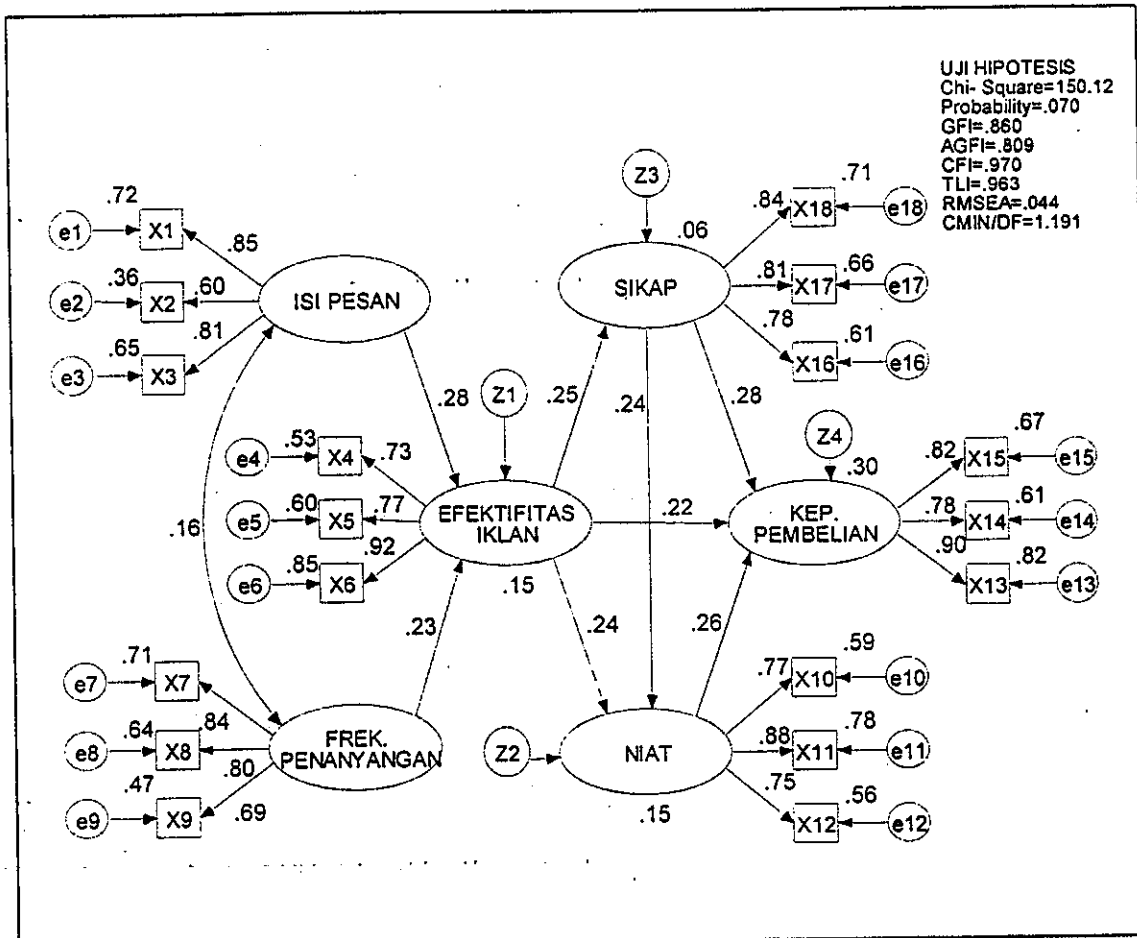 UJI HIPOTESIS
Chi- Square=150.12
Probability=.070
GFI=.860
AGFI=.809
CFI=.970
TLI=.963
RMSEA=.044
CMIN/DF=1.191
Z3
.72
e1
X1
.85
.36
e2
X2
.60
ISI PESAN
.81
.65
e3
X3
.06
SIKAP
.84
.71
X18
e18
.81
.66
X17
e17
.78
.61
X16
e16
.28
Z1
.25
.24
.28
.16
.53
e4
X4
.73
.60
e5
X5
.77
.92
.85
e6
X6
EFEKTIFITAS
IKLAN
.15
.22
Z4
.30
KEP.
PEMBELIAN
.82
.67
X15
e15
.78
.61
X14
e14
.90
.82
X13
e13
.23
.24
.26
.71
e7
X7
.64
.84
e8
X8
.80
.47
e9
X9
.69
FREK.
PENANYANGAN
Z2
NIAT
.15
.77
.59
X10
e10
.88
.78
X11
e11
.75
.56
X12
e12